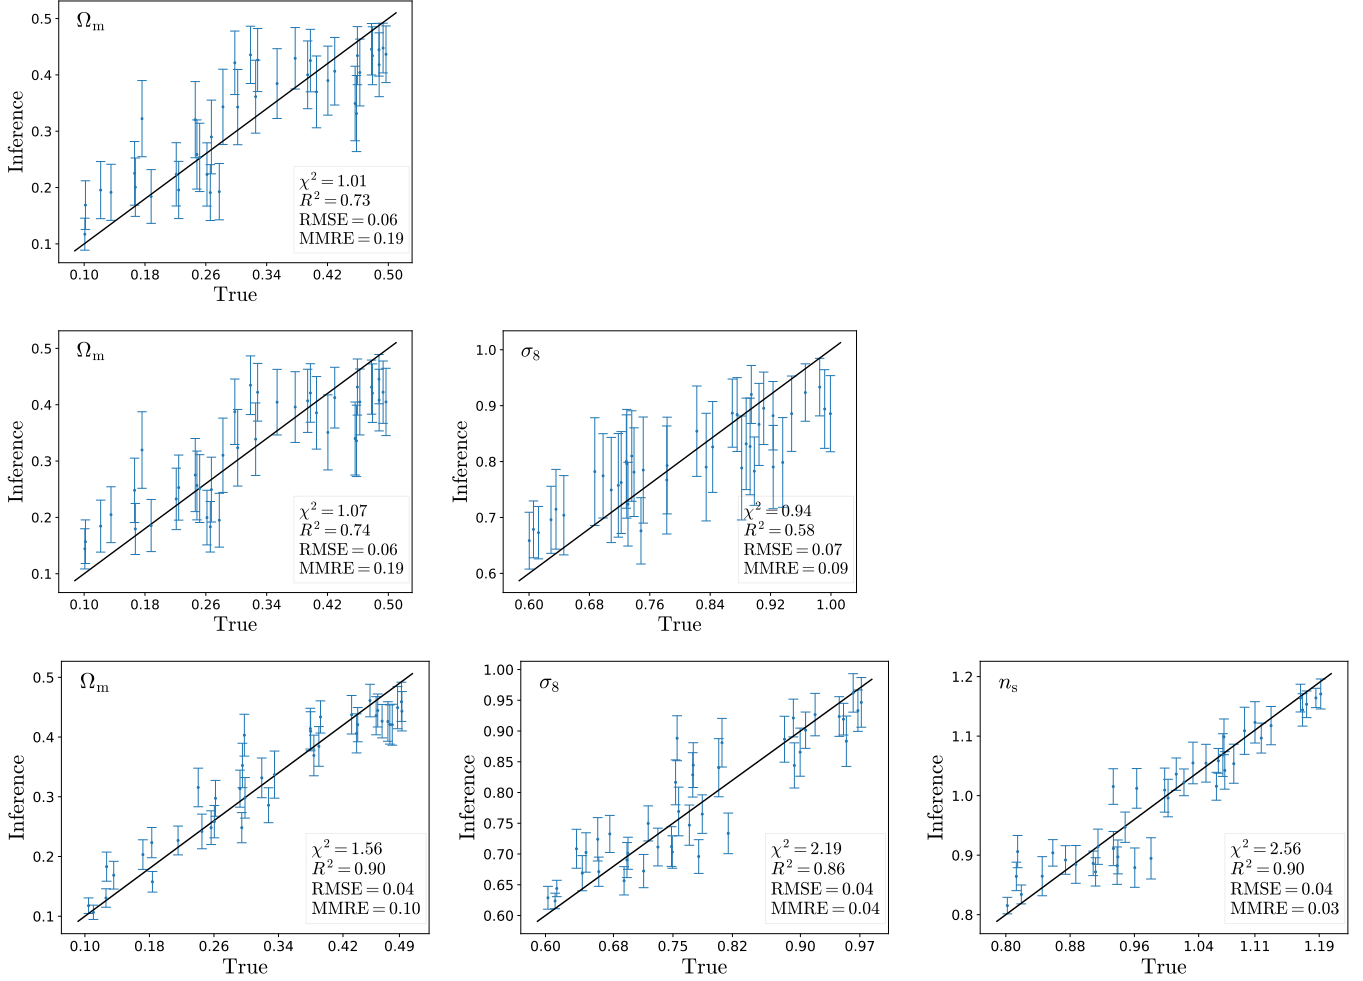 Ωm
Inference
0.5
0.4
0.3
0.2
0.1
χ² = 1.01
R² = 0.73
RMSE = 0.06
MMRE = 0.19
0.10 0.18 0.26 0.34 0.42 0.50
True
Ωm
Inference
0.5
0.4
0.3
0.2
0.1
χ² = 1.07
R² = 0.74
RMSE = 0.06
MMRE = 0.19
0.10 0.18 0.26 0.34 0.42 0.50
True
σ8
Inference
1.0
0.9
0.8
0.7
0.6
χ² = 0.94
R² = 0.58
RMSE = 0.07
MMRE = 0.09
0.60 0.68 0.76 0.84 0.92 1.00
True
Ωm
Inference
0.5
0.4
0.3
0.2
0.1
χ² = 1.56
R² = 0.90
RMSE = 0.04
MMRE = 0.10
0.10 0.18 0.26 0.34 0.42 0.49
True
σ8
Inference
1.00
0.95
0.90
0.85
0.80
0.75
0.70
0.65
0.60
χ² = 2.19
R² = 0.86
RMSE = 0.04
MMRE = 0.04
0.60 0.68 0.75 0.82 0.90 0.97
True
ns
Inference
1.2
1.1
1.0
0.9
0.8
χ² = 2.56
R² = 0.90
RMSE = 0.04
MMRE = 0.03
0.80 0.88 0.96 1.04 1.11 1.19
True